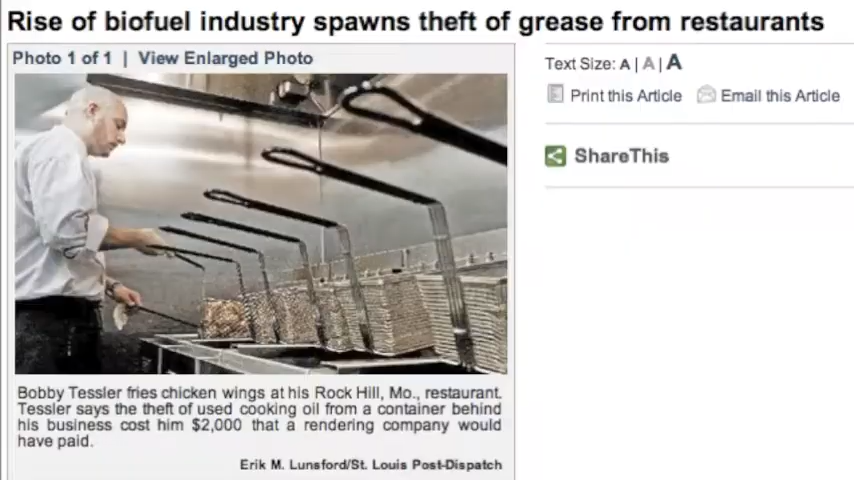 Rise of biofuel industry spawns theft of grease from restaurants
Photo 1 of 1 | View Enlarged Photo
Text Size: A | A | A
Print this Article Email this Article
ShareThis
Bobby Tessler fries chicken wings at his Rock Hill, Mo., restaurant.
Tessler says the theft of used cooking oil from a container behind
his business cost him $2,000 that a rendering company would
have paid.
Erik M. Lunsford/St. Louis Post-Dispatch